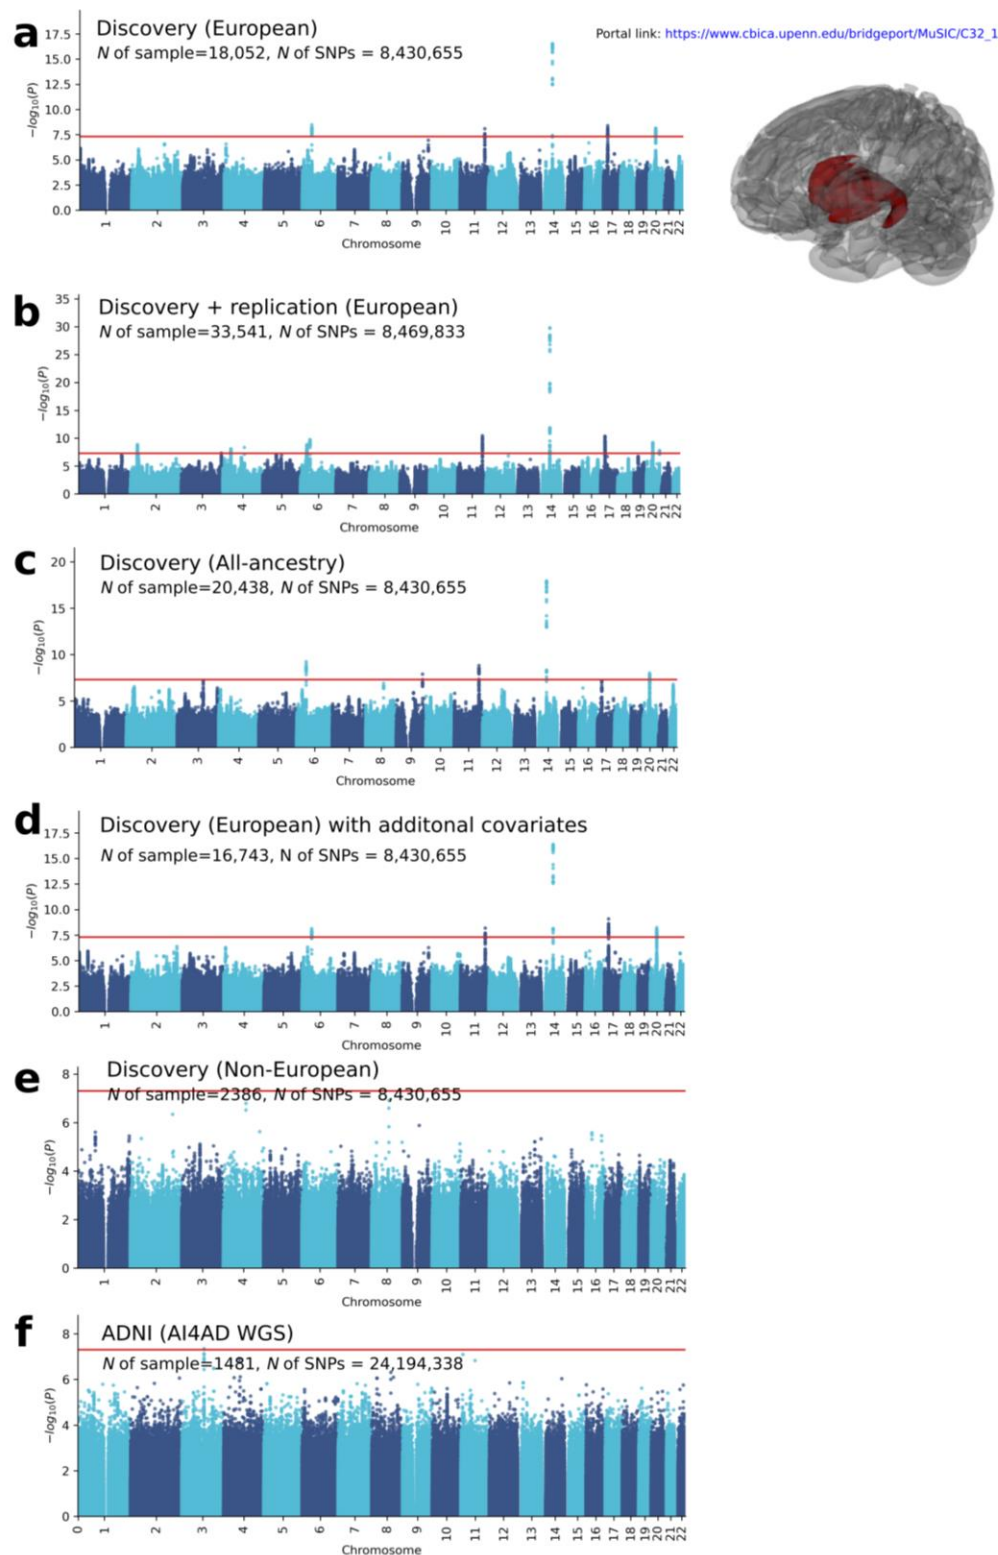 a
Discovery (European)
N of sample=18,052, N of SNPs = 8,430,655
Portal link: https://www.cbica.upenn.edu/bridgeport/MuSIC/C32_1
17.5
15.0
12.5
10.0
7.5
5.0
2.5
0.0
−log10(P)
1 2 3 4 5 6 7 8 9 10 11 12 13 14 15 16 17 18 19 20 21 22
Chromosome
b
Discovery + replication (European)
N of sample=33,541, N of SNPs = 8,469,833
35
30
25
20
15
10
5
0
−log10(P)
1 2 3 4 5 6 7 8 9 10 11 12 13 14 15 16 17 18 19 20 21 22
Chromosome
c
Discovery (All-ancestry)
N of sample=20,438, N of SNPs = 8,430,655
20
15
10
5
0
−log10(P)
1 2 3 4 5 6 7 8 9 10 11 12 13 14 15 16 17 18 19 20 21 22
Chromosome
d
Discovery (European) with additonal covariates
N of sample=16,743, N of SNPs = 8,430,655
17.5
15.0
12.5
10.0
7.5
5.0
2.5
0.0
−log10(P)
1 2 3 4 5 6 7 8 9 10 11 12 13 14 15 16 17 18 19 20 21 22
Chromosome
e
Discovery (Non-European)
N of sample=2386, N of SNPs = 8,430,655
8
6
4
2
0
−log10(P)
1 2 3 4 5 6 7 8 9 10 11 12 13 14 15 16 17 18 19 20 21 22
Chromosome
f
ADNI (AI4AD WGS)
N of sample=1481, N of SNPs = 24,194,338
8
6
4
2
0
−log10(P)
0 1 2 3 4 5 6 7 8 9 10 11 12 13 14 15 16 17 18 19 20 21 22
Chromosome